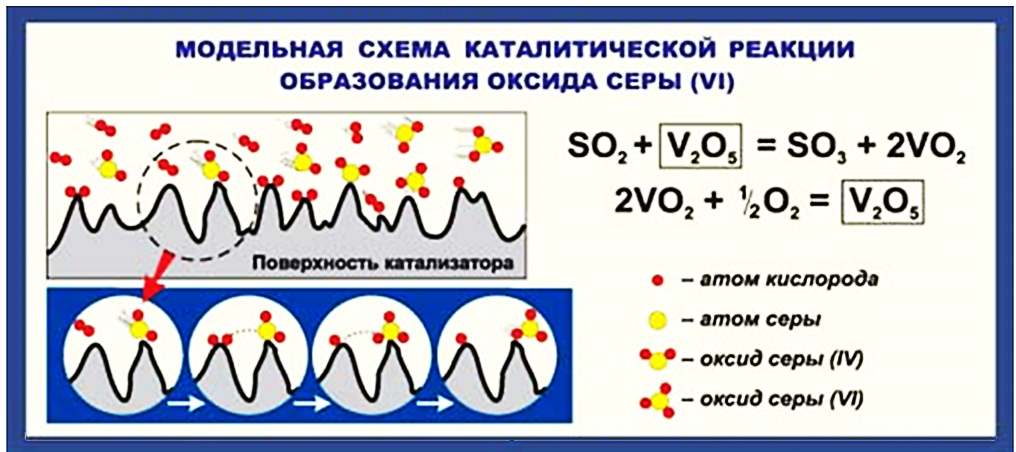 МОДЕЛЬНАЯ СХЕМА КАТАЛИТИЧЕСКОЙ РЕАКЦИИ
ОБРАЗОВАНИЯ ОКСИДА СЕРЫ (VI)
Поверхность катализатора
SO₂ + V₂O₅ = SO₃ + 2VO₂
2VO₂ + ½O₂ = V₂O₅
– атом кислорода
– атом серы
– оксид серы (IV)
– оксид серы (VI)